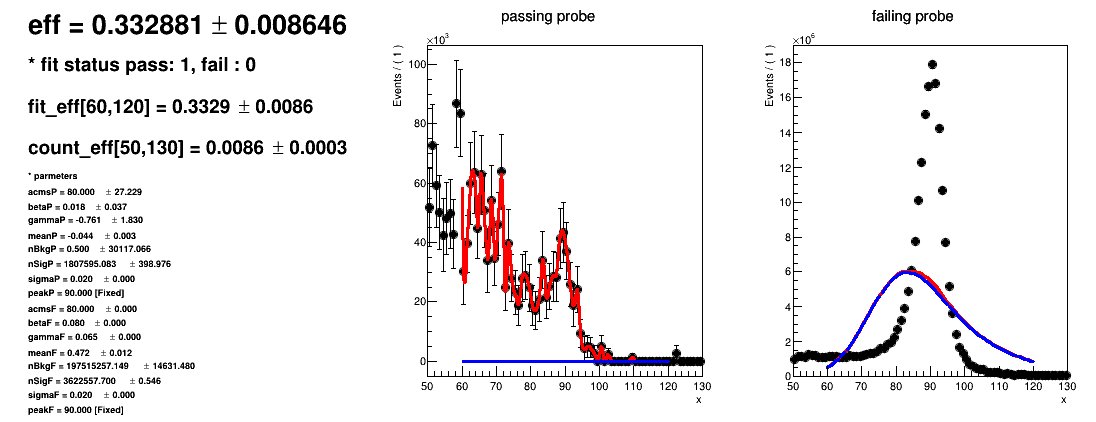 eff = 0.332881 ± 0.008646
* fit status pass: 1, fail : 0
fit_eff[60,120] = 0.3329 ± 0.0086
count_eff[50,130] = 0.0086 ± 0.0003
* parmeters
acmsP = 80.000 ± 27.229
betaP = 0.018 ± 0.037
gammaP = -0.761 ± 1.830
meanP = -0.044 ± 0.003
nBkgP = 0.500 ± 30117.066
nSigP = 1807595.083 ± 398.976
sigmaP = 0.020 ± 0.000
peakP = 90.000 [Fixed]
acmsF = 80.000 ± 0.000
betaF = 0.080 ± 0.000
gammaF = 0.065 ± 0.000
meanF = 0.472 ± 0.012
nBkgF = 197515257.149 ± 14631.480
nSigF = 3622557.700 ± 0.546
sigmaF = 0.020 ± 0.000
peakF = 90.000 [Fixed]
passing probe
×10³
Events / ( 1 )
100
80
60
40
20
0
50 60 70 80 90 100 110 120 130
x
failing probe
×10⁶
Events / ( 1 )
18
16
14
12
10
8
6
4
2
0
50 60 70 80 90 100 110 120 130
x